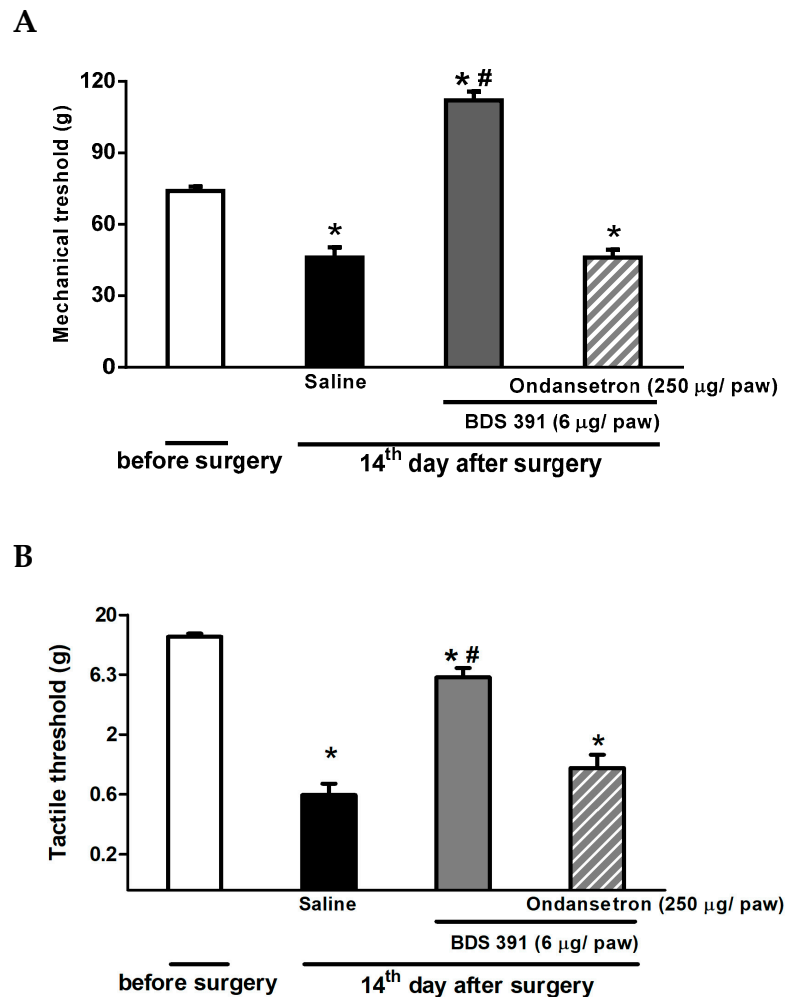 A
Mechanical treshold (g)
120
90
60
30
0
*
* #
*
Saline
Ondansetron (250 μg/ paw)
BDS 391 (6 μg/ paw)
before surgery
14th day after surgery
B
Tactile threshold (g)
20
6.3
2
0.6
0.2
*
* #
*
Saline
Ondansetron (250 μg/ paw)
BDS 391 (6 μg/ paw)
before surgery
14th day after surgery